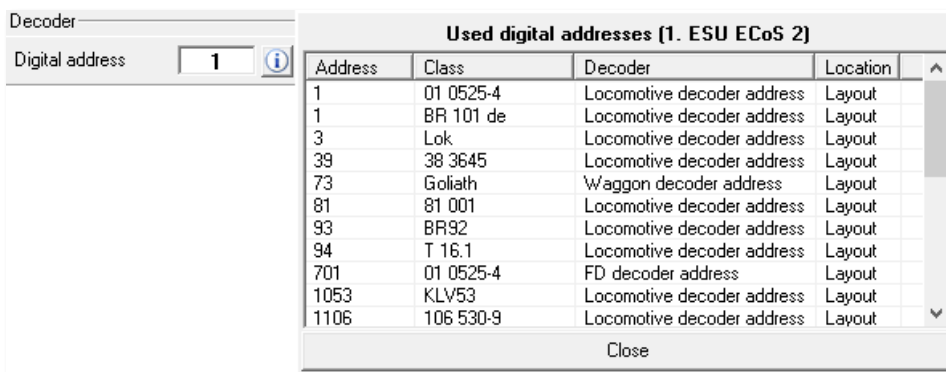 Decoder
Digital address 1
Used digital addresses (1. ESU ECoS 2)
Address Class Decoder Location
1 01 0525-4 Locomotive decoder address Layout
1 BR 101 de Locomotive decoder address Layout
3 Lok Locomotive decoder address Layout
39 38 3645 Locomotive decoder address Layout
73 Goliath Waggon decoder address Layout
81 81 001 Locomotive decoder address Layout
93 BR92 Locomotive decoder address Layout
94 T 16.1 Locomotive decoder address Layout
701 01 0525-4 FD decoder address Layout
1053 KLV53 Locomotive decoder address Layout
1106 106 530-9 Locomotive decoder address Layout
Close